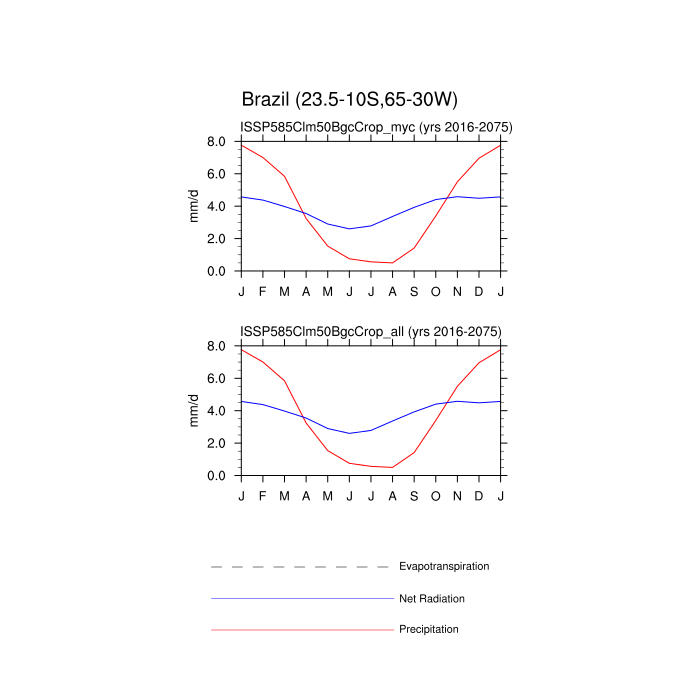 Brazil (23.5-10S,65-30W)
ISSP585Clm50BgcCrop_myc (yrs 2016-2075)
8.0
6.0
4.0
2.0
0.0
mm/d
J F M A M J J A S O N D J
ISSP585Clm50BgcCrop_all (yrs 2016-2075)
8.0
6.0
4.0
2.0
0.0
mm/d
J F M A M J J A S O N D J
Evapotranspiration
Net Radiation
Precipitation